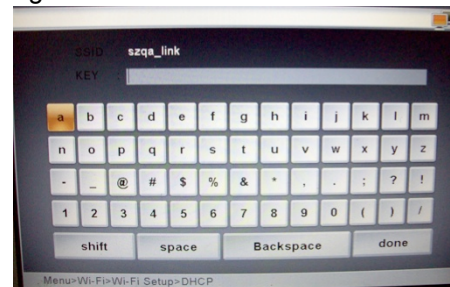 SSID : szqa_link
KEY :
a b c d e f g h i j k l m
n o p q r s t u v w x y z
- _ @ # $ % & * , . ; ? !
1 2 3 4 5 6 7 8 9 0 ( ) /
shift space Backspace done
Menu>Wi-Fi>Wi-Fi Setup>DHCP